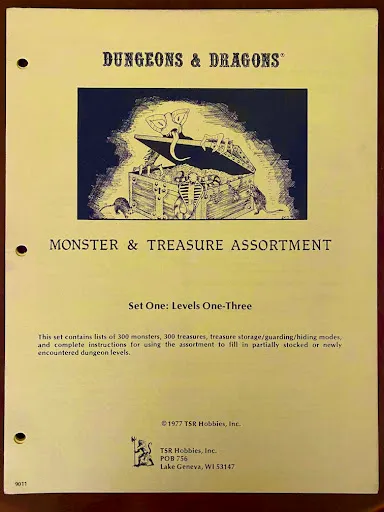 DUNGEONS & DRAGONS®
MONSTER & TREASURE ASSORTMENT
Set One: Levels One-Three
This set contains lists of 300 monsters, 300 treasures, treasure storage/guarding/hiding modes,
and complete instructions for using the assortment to fill in partially stocked or newly
encountered dungeon levels.
©1977 TSR Hobbies, Inc.
TSR Hobbies, Inc.
POB 756
Lake Geneva, WI 53147
9011